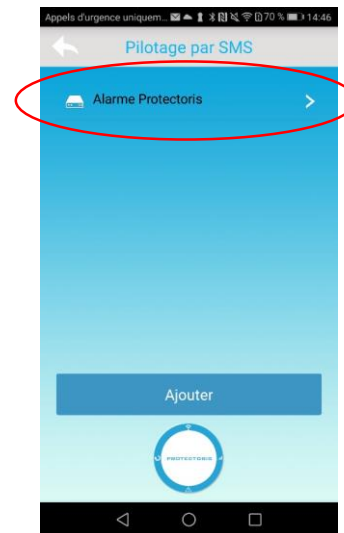 Appels d'urgence uniquem... 70 % 14:46
Pilotage par SMS
Alarme Protectoris
Ajouter
PROTECTORIS